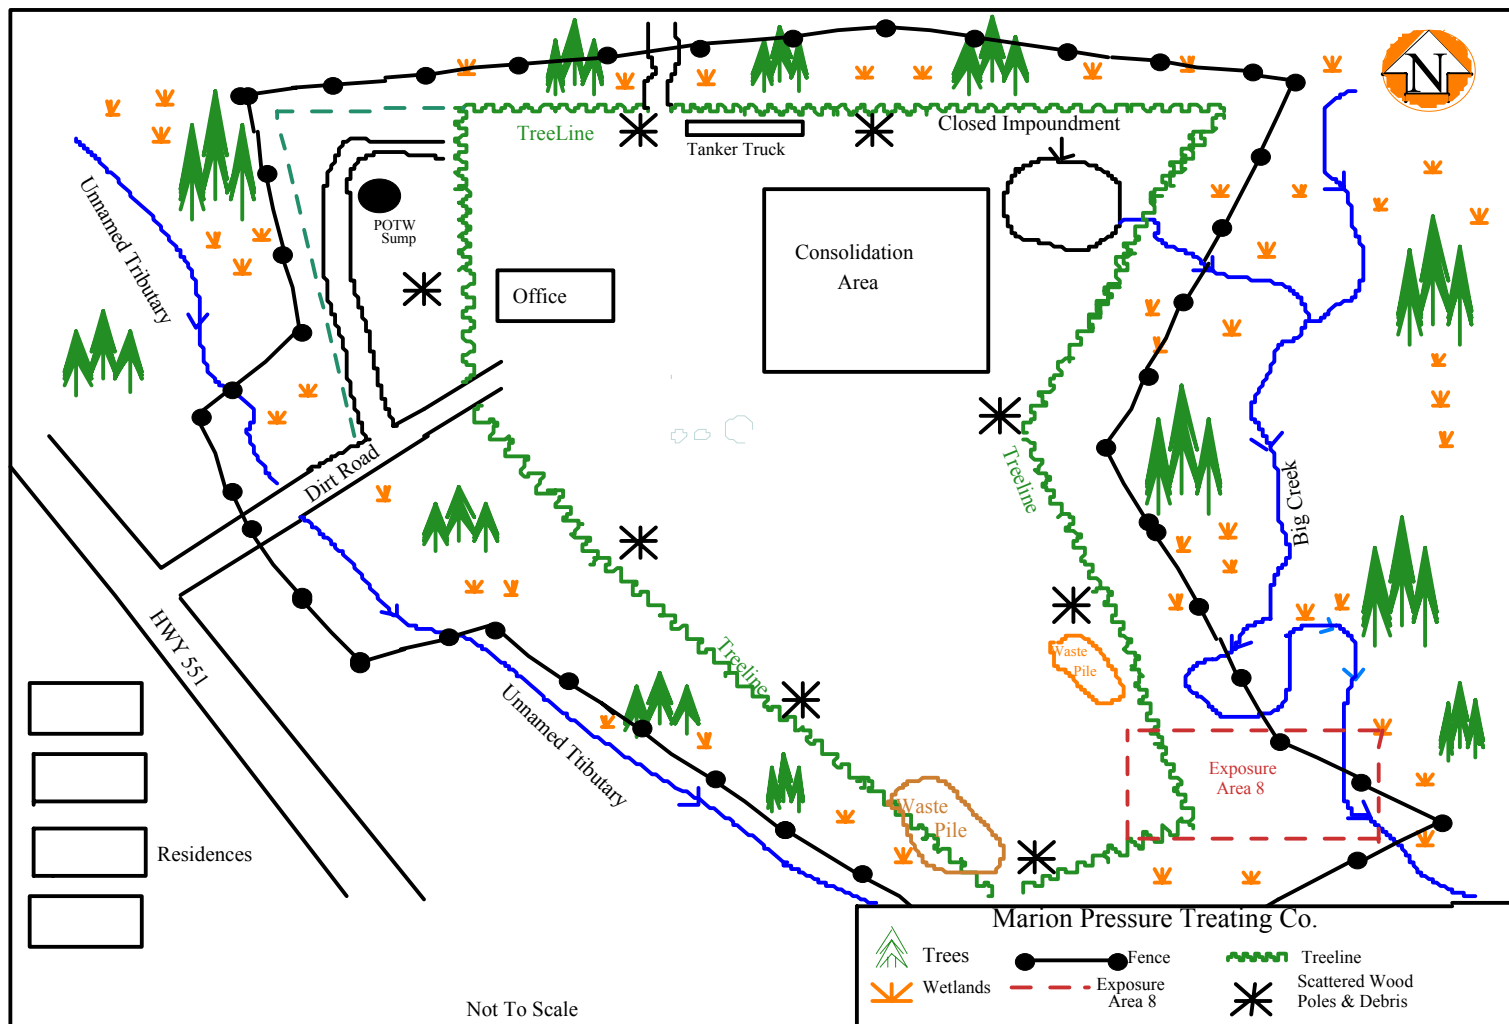 N
TreeLine
Tanker Truck
Closed Impoundment
Unnamed Tributary
POTW
Sump
Office
Consolidation
Area
Dirt Road
Treeline
Big Creek
HWY 551
Treeline
Waste
Pile
Unnamed Ttibutary
Exposure
Area 8
Waste
Pile
Residences
Marion Pressure Treating Co.
Trees
Fence
Treeline
Wetlands
Exposure
Area 8
Scattered Wood
Poles & Debris
Not To Scale